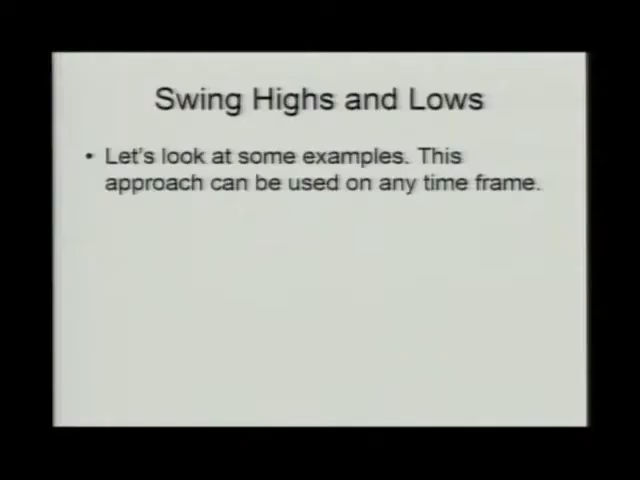 Swing Highs and Lows
• Let's look at some examples. This
approach can be used on any time frame.